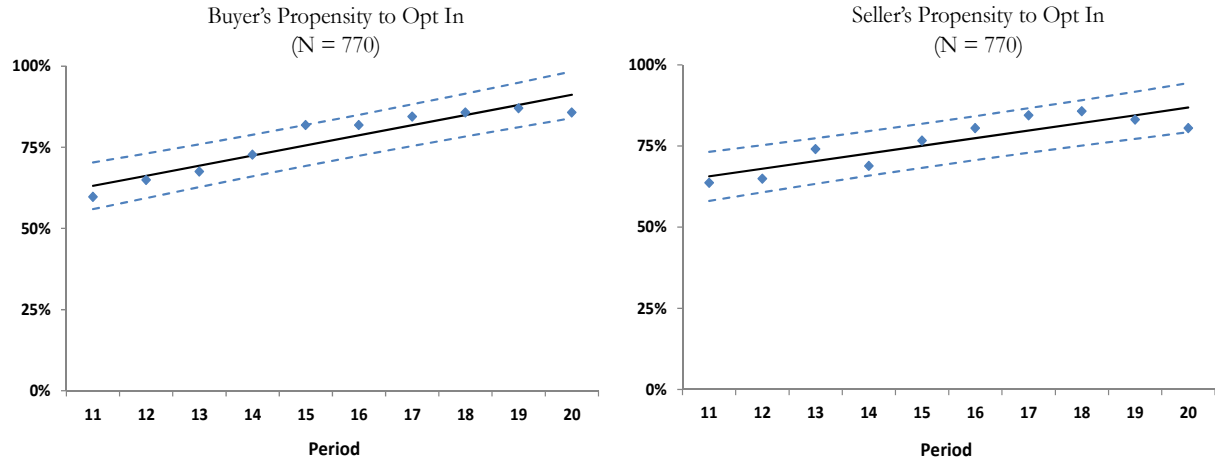 Buyer's Propensity to Opt In
(N = 770)
100%
75%
50%
25%
0%
11 12 13 14 15 16 17 18 19 20
Period
Seller's Propensity to Opt In
(N = 770)
100%
75%
50%
25%
0%
11 12 13 14 15 16 17 18 19 20
Period